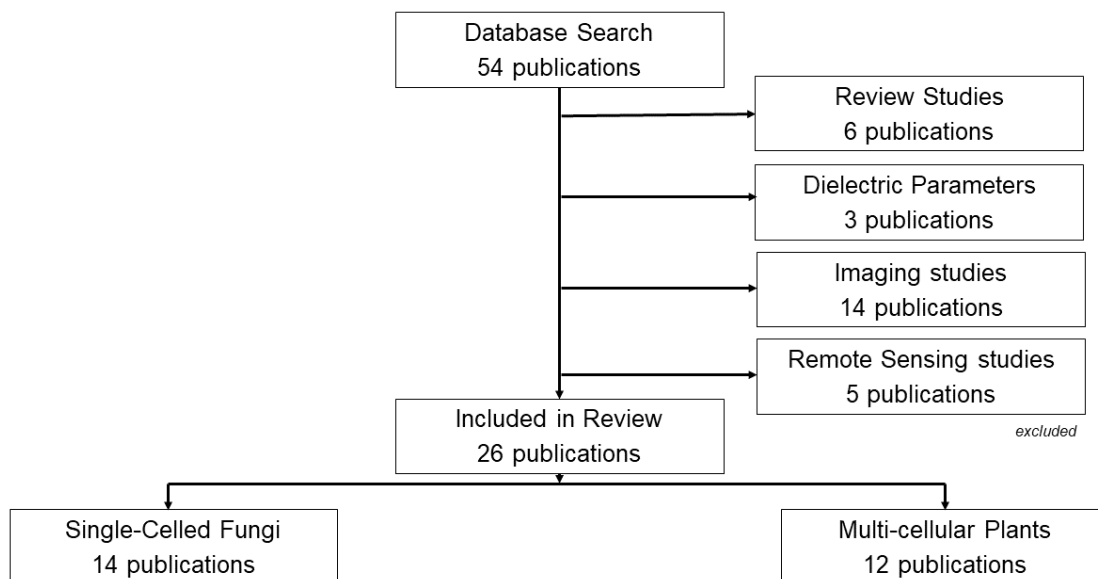 Database Search
54 publications
Review Studies
6 publications
Dielectric Parameters
3 publications
Imaging studies
14 publications
Remote Sensing studies
5 publications
excluded
Included in Review
26 publications
Single-Celled Fungi
14 publications
Multi-cellular Plants
12 publications